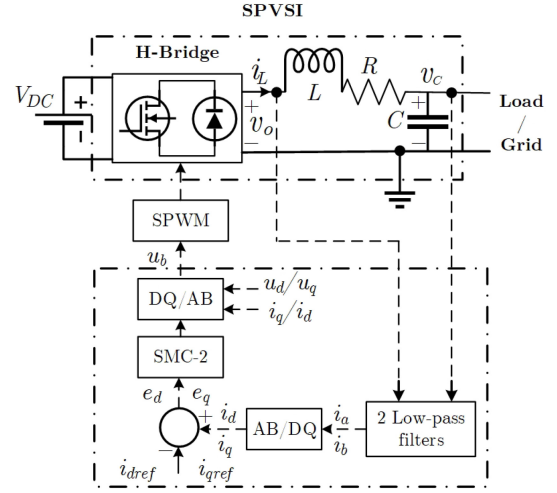 SPVSI
H-Bridge
V_DC
+
−
i_L
+
v_o
−
L
R
v_C
+
C
−
Load
/
Grid
SPWM
u_b
DQ/AB
u_d/u_q
i_q/i_d
SMC-2
e_d
e_q
+
−
i_d
i_q
AB/DQ
i_a
i_b
2 Low-pass
filters
i_dref
i_qref